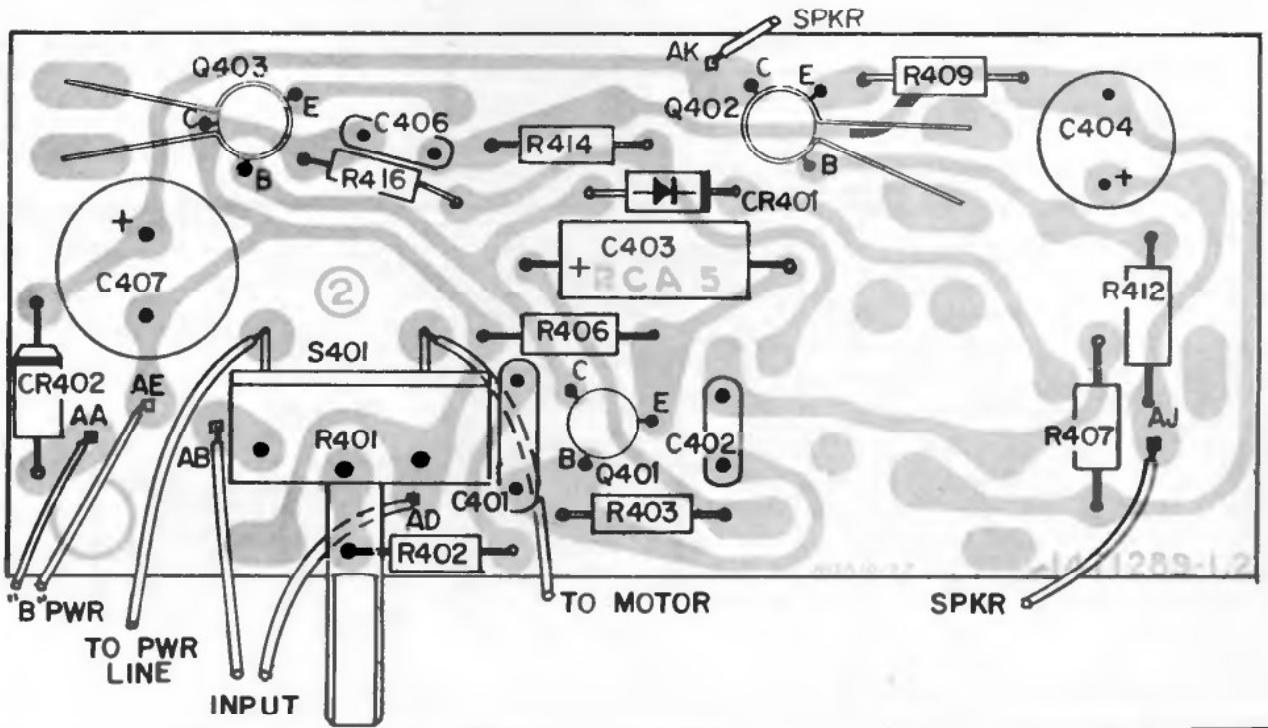 SPKR
AK
Q403
C
E
B
C406
R416
R414
C
E
Q402
B
R409
C404
+
CR401
+
C407
C403
+
RCA 5
2
R412
R406
S401
CR402
AE
AA
AB
R401
C
E
B
Q401
C402
C401
R407
AJ
AD
R403
R402
"B" PWR
TO PWR
LINE
INPUT
TO MOTOR
SPKR